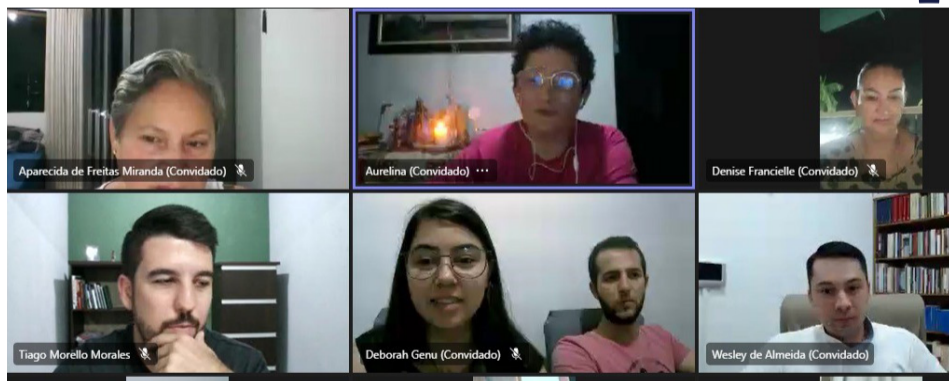 Aparecida de Freitas Miranda (Convidado)
Aurelina (Convidado) ...
Denise Francielle (Convidado)
Tiago Morello Morales
Deborah Genu (Convidado)
Wesley de Almeida (Convidado)